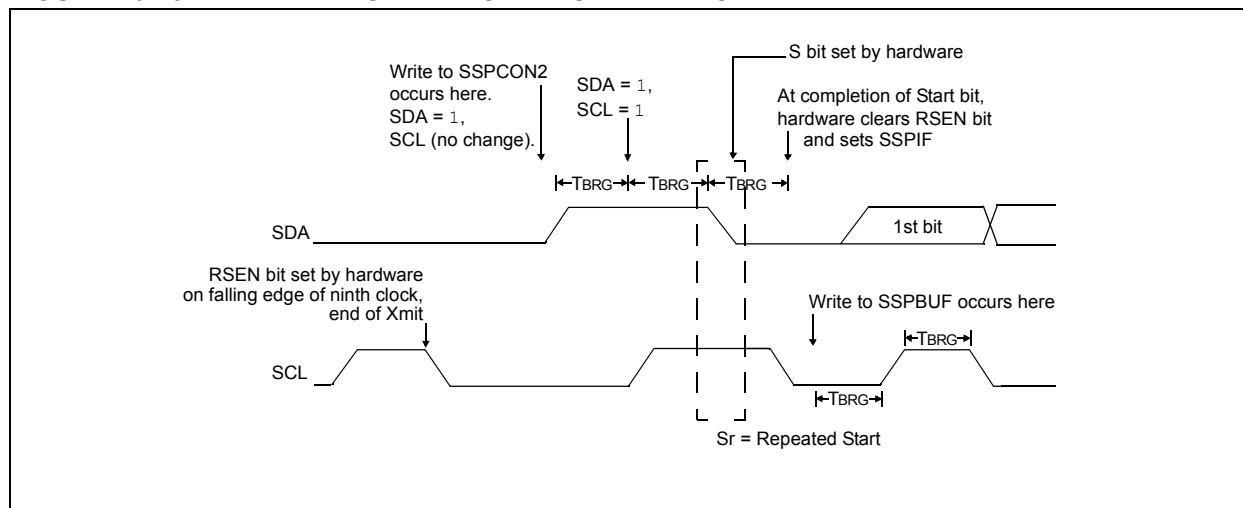 S bit set by hardware
Write to SSPCON2
occurs here.
SDA = 1,
SCL (no change).
SDA = 1,
SCL = 1
At completion of Start bit,
hardware clears RSEN bit
and sets SSPIF
TBRG
TBRG
TBRG
SDA
1st bit
RSEN bit set by hardware
on falling edge of ninth clock,
end of Xmit
Write to SSPBUF occurs here
TBRG
SCL
TBRG
Sr = Repeated Start